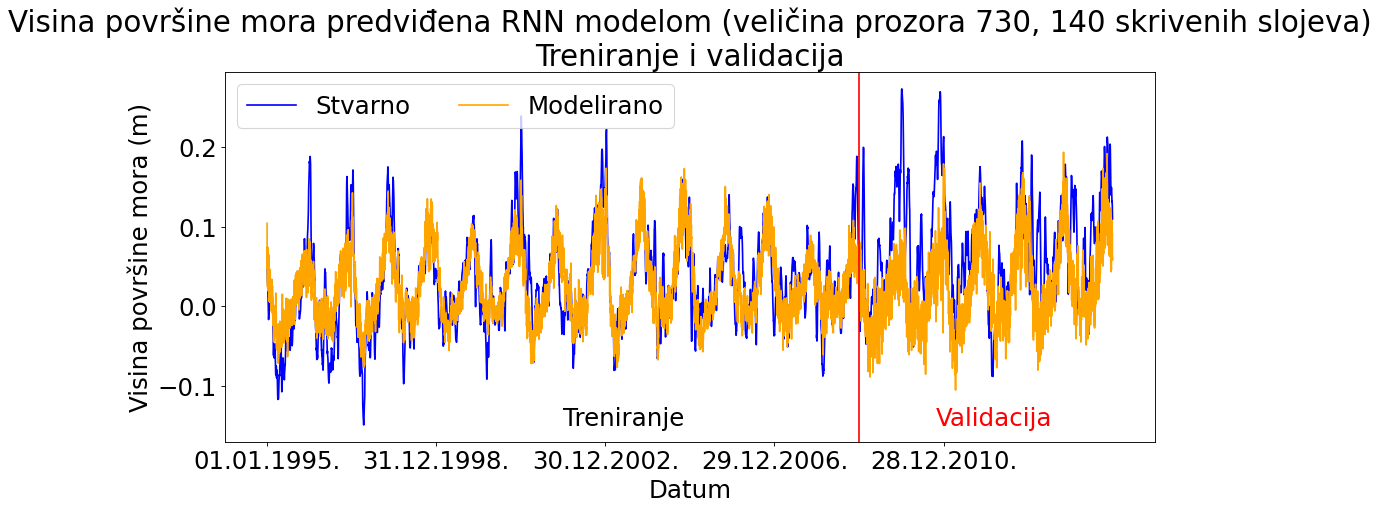 Visina površine mora predviđena RNN modelom (veličina prozora 730, 140 skrivenih slojeva)
Treniranje i validacija
Stvarno
Modelirano
Visina površine mora (m)
0.2
0.1
0.0
−0.1
Treniranje
Validacija
01.01.1995.
31.12.1998.
30.12.2002.
29.12.2006.
28.12.2010.
Datum